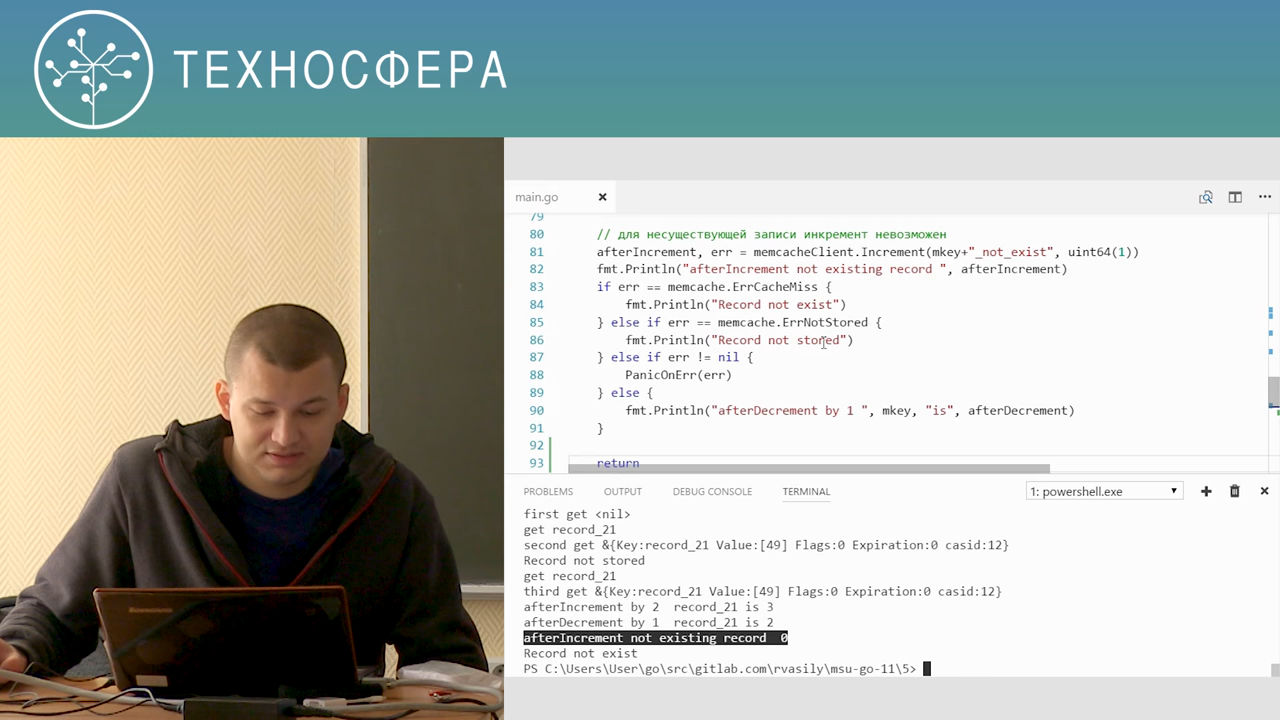 ТЕХНОСФЕРА
main.go
79
80 // для несуществующей записи инкремент невозможен
81 afterIncrement, err = memcacheClient.Increment(mkey+"_not_exist", uint64(1))
82 fmt.Println("afterIncrement not existing record ", afterIncrement)
83 if err == memcache.ErrCacheMiss {
84 fmt.Println("Record not exist")
85 } else if err == memcache.ErrNotStored {
86 fmt.Println("Record not stored")
87 } else if err != nil {
88 PanicOnErr(err)
89 } else {
90 fmt.Println("afterDecrement by 1 ", mkey, "is", afterDecrement)
91 }
92
93 return
PROBLEMS OUTPUT DEBUG CONSOLE TERMINAL 1: powershell.exe
first get <nil>
get record_21
second get &{Key:record_21 Value:[49] Flags:0 Expiration:0 casid:12}
Record not stored
get record_21
third get &{Key:record_21 Value:[49] Flags:0 Expiration:0 casid:12}
afterIncrement by 2  record_21 is 3
afterDecrement by 1  record_21 is 2
afterIncrement not existing record  0
Record not exist
PS C:\Users\User\go\src\gitlab.com\rvasily\msu-go-11\5>